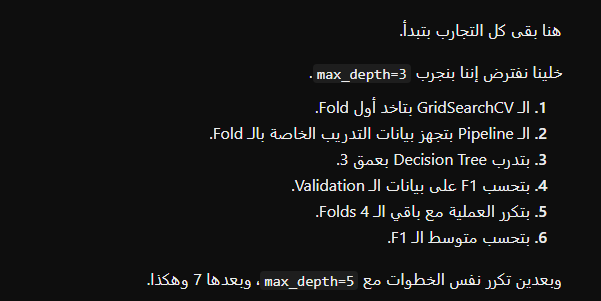 هنا بقى كل التجارب بتبدأ.
خلينا نفترض إننا بنجرب max_depth=3.
1. الـ GridSearchCV بتاخد أول Fold.
2. الـ Pipeline بتجهز بيانات التدريب الخاصة بالـ Fold.
3. بتدرب Decision Tree بعمق 3.
4. بتحسب F1 على بيانات الـ Validation.
5. بتكرر العملية مع باقي الـ 4 Folds.
6. بتحسب متوسط الـ F1.
وبعدين تكرر نفس الخطوات مع max_depth=5، وبعدها 7 وهكذا.